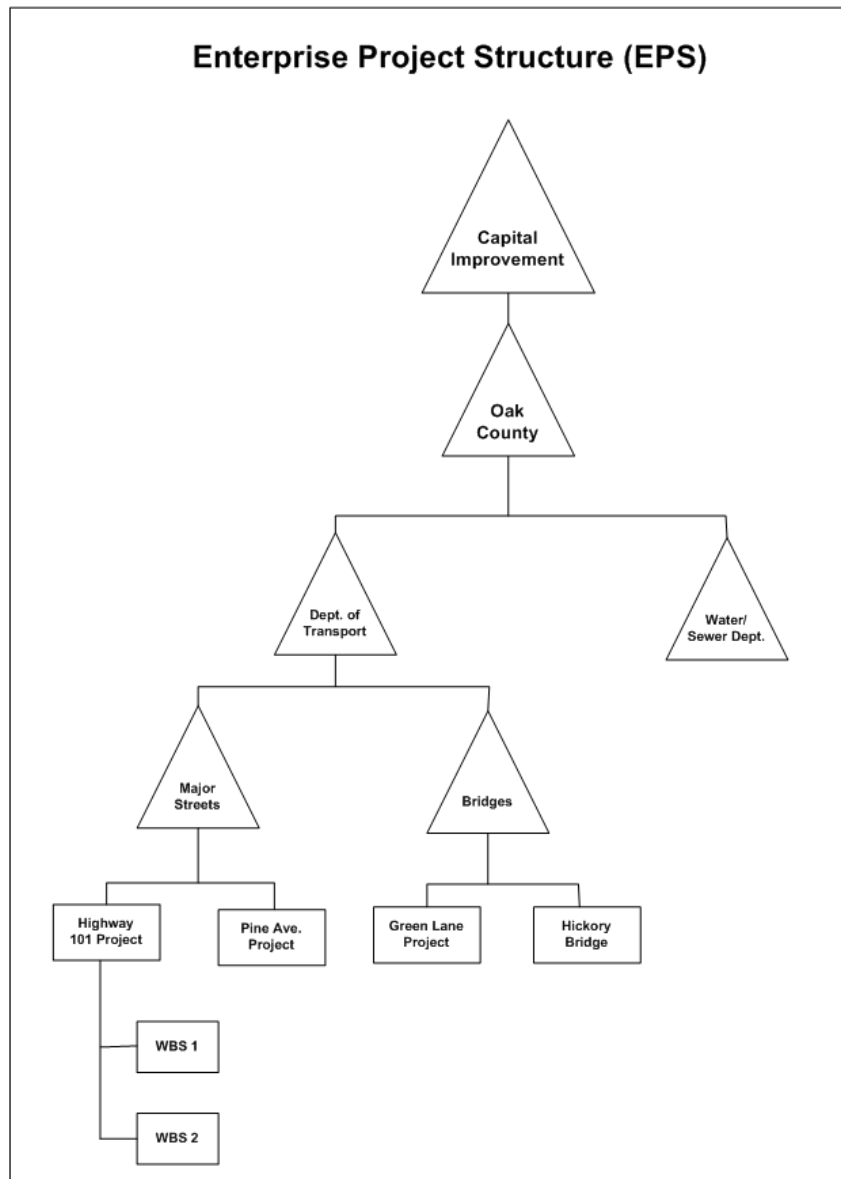 Enterprise Project Structure (EPS)
Capital
Improvement
Oak
County
Dept. of
Transport
Water/
Sewer Dept.
Major
Streets
Bridges
Highway
101 Project
Pine Ave.
Project
Green Lane
Project
Hickory
Bridge
WBS 1
WBS 2